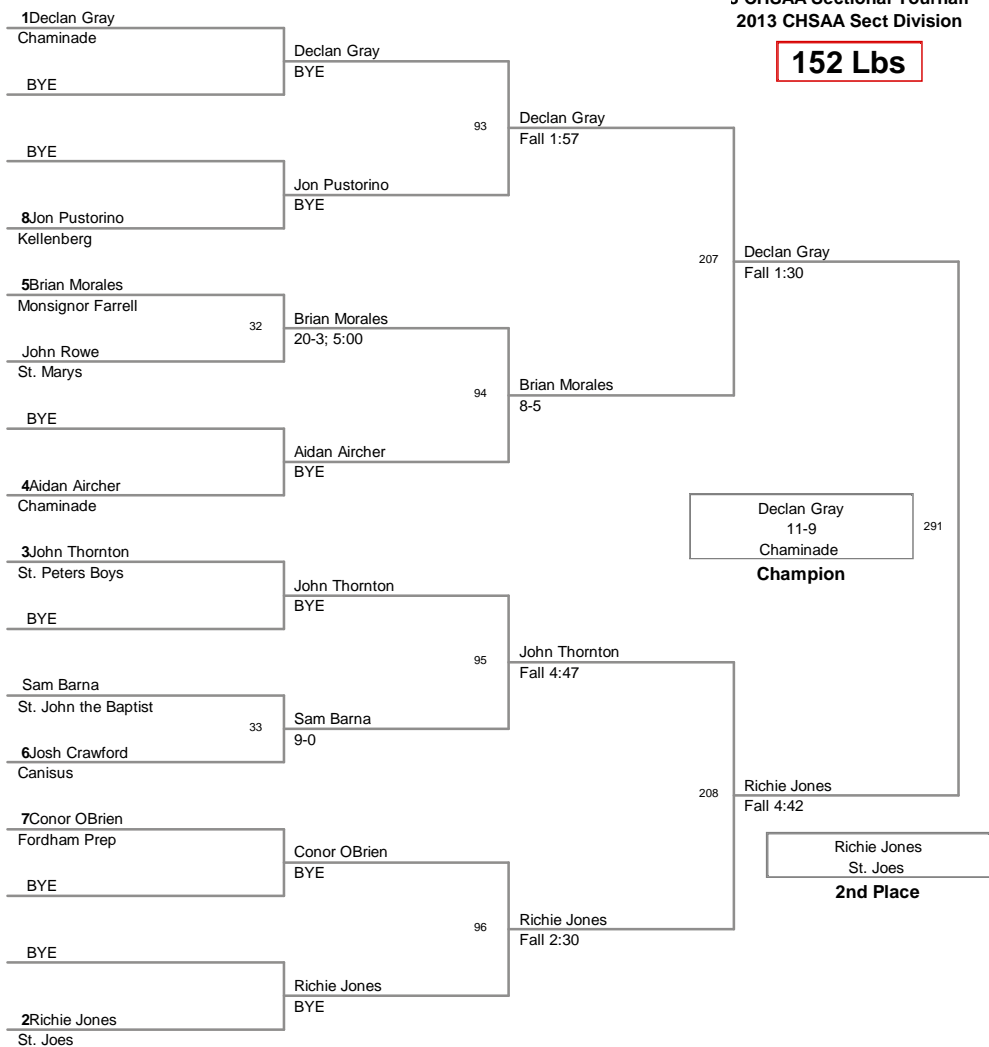 2013 CHSAA Sect Division
152 Lbs
1Declan Gray
Chaminade
BYE
BYE
8Jon Pustorino
Kellenberg
5Brian Morales
Monsignor Farrell
32
John Rowe
St. Marys
BYE
4Aidan Aircher
Chaminade
3John Thornton
St. Peters Boys
BYE
Sam Barna
St. John the Baptist
33
6Josh Crawford
Canisus
7Conor OBrien
Fordham Prep
BYE
BYE
2Richie Jones
St. Joes
Declan Gray
BYE
93
Jon Pustorino
BYE
Brian Morales
20-3; 5:00
94
Aidan Aircher
BYE
John Thornton
BYE
95
Sam Barna
9-0
Conor OBrien
BYE
96
Richie Jones
BYE
Declan Gray
Fall 1:57
207
Brian Morales
8-5
John Thornton
Fall 4:47
208
Richie Jones
Fall 2:30
Declan Gray
Fall 1:30
Declan Gray
11-9
Chaminade
291
Champion
Richie Jones
Fall 4:42
Richie Jones
St. Joes
2nd Place